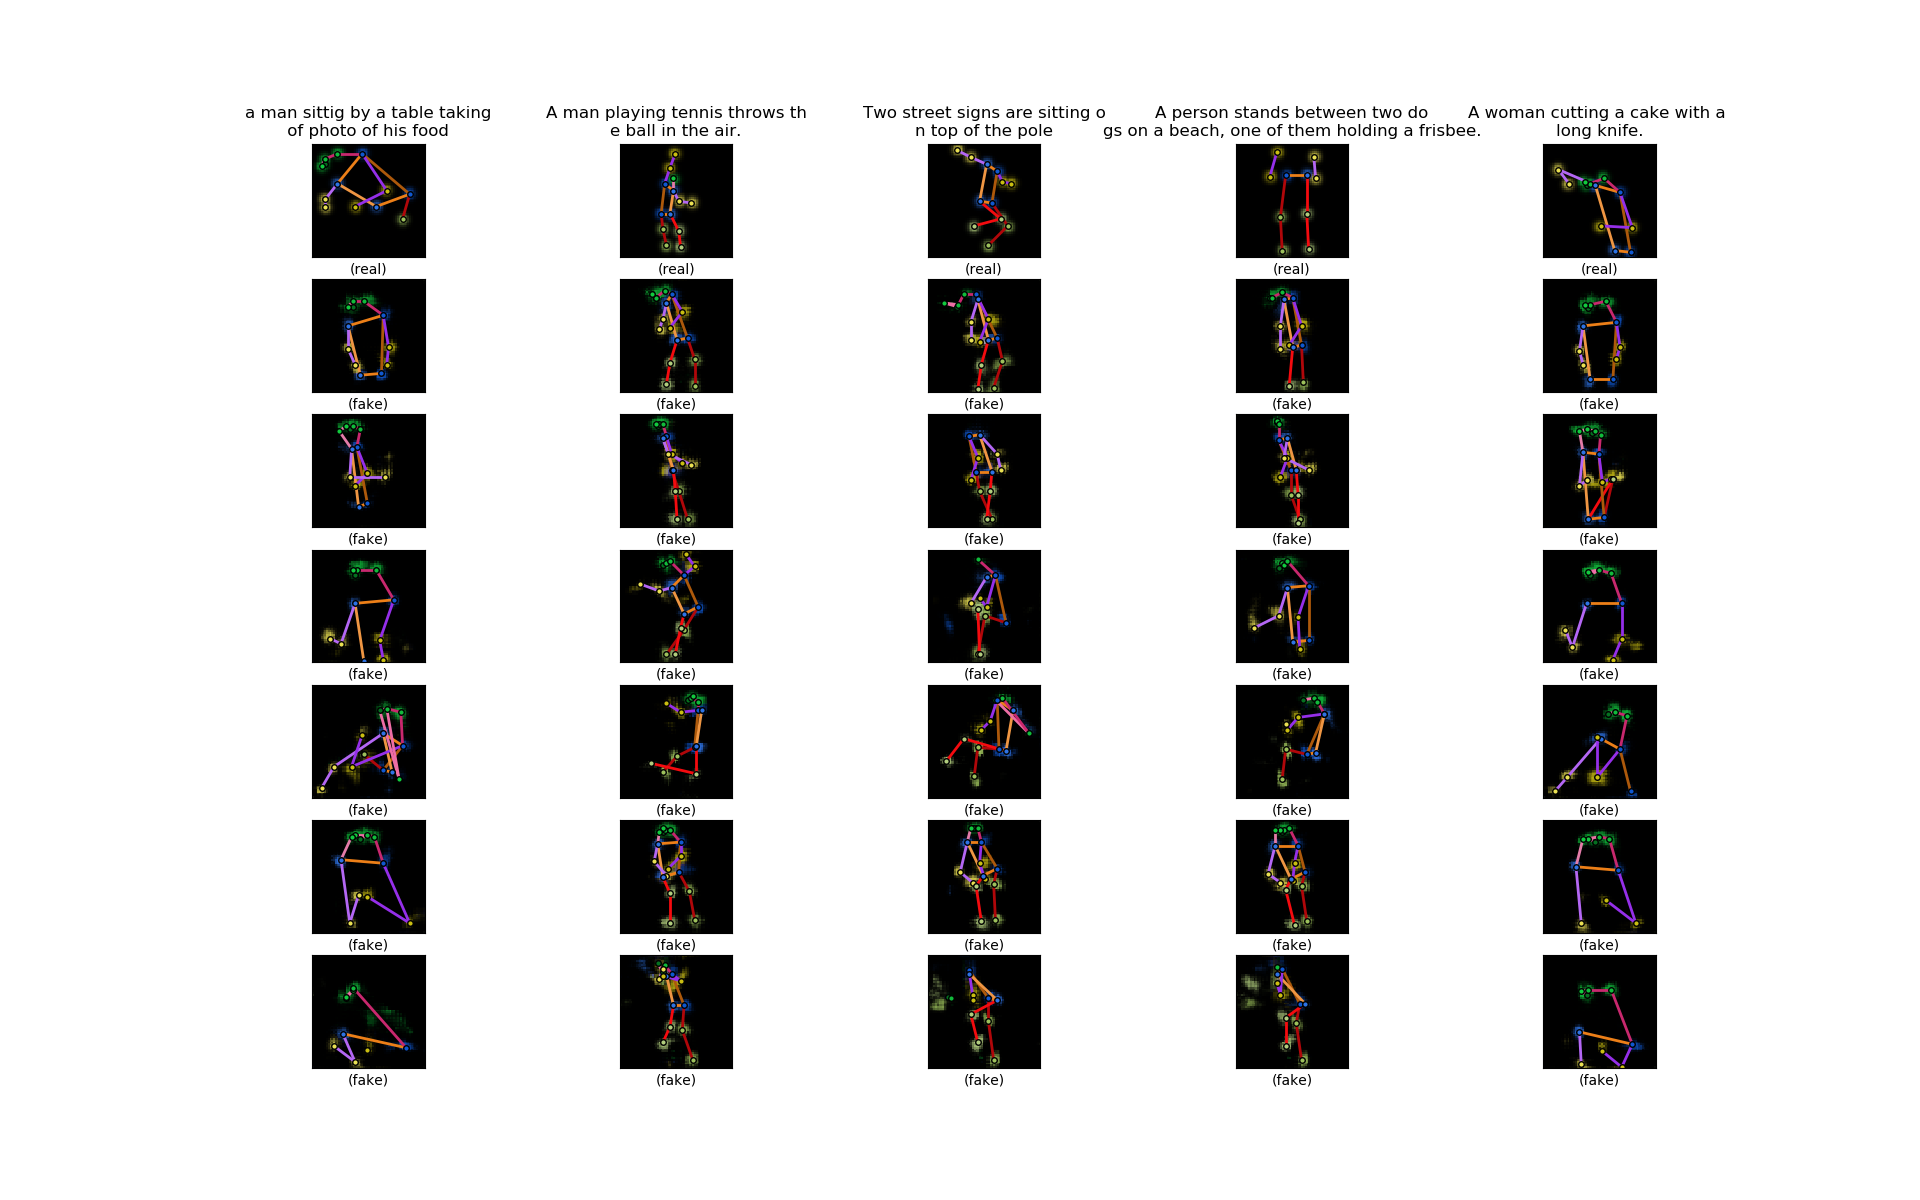 a man sittig by a table taking
of photo of his food
A man playing tennis throws th
e ball in the air.
Two street signs are sitting o
n top of the pole
A person stands between two do
gs on a beach, one of them holding a frisbee.
A woman cutting a cake with a
long knife.
(real) (real) (real) (real) (real)
(fake) (fake) (fake) (fake) (fake)
(fake) (fake) (fake) (fake) (fake)
(fake) (fake) (fake) (fake) (fake)
(fake) (fake) (fake) (fake) (fake)
(fake) (fake) (fake) (fake) (fake)
(fake) (fake) (fake) (fake) (fake)